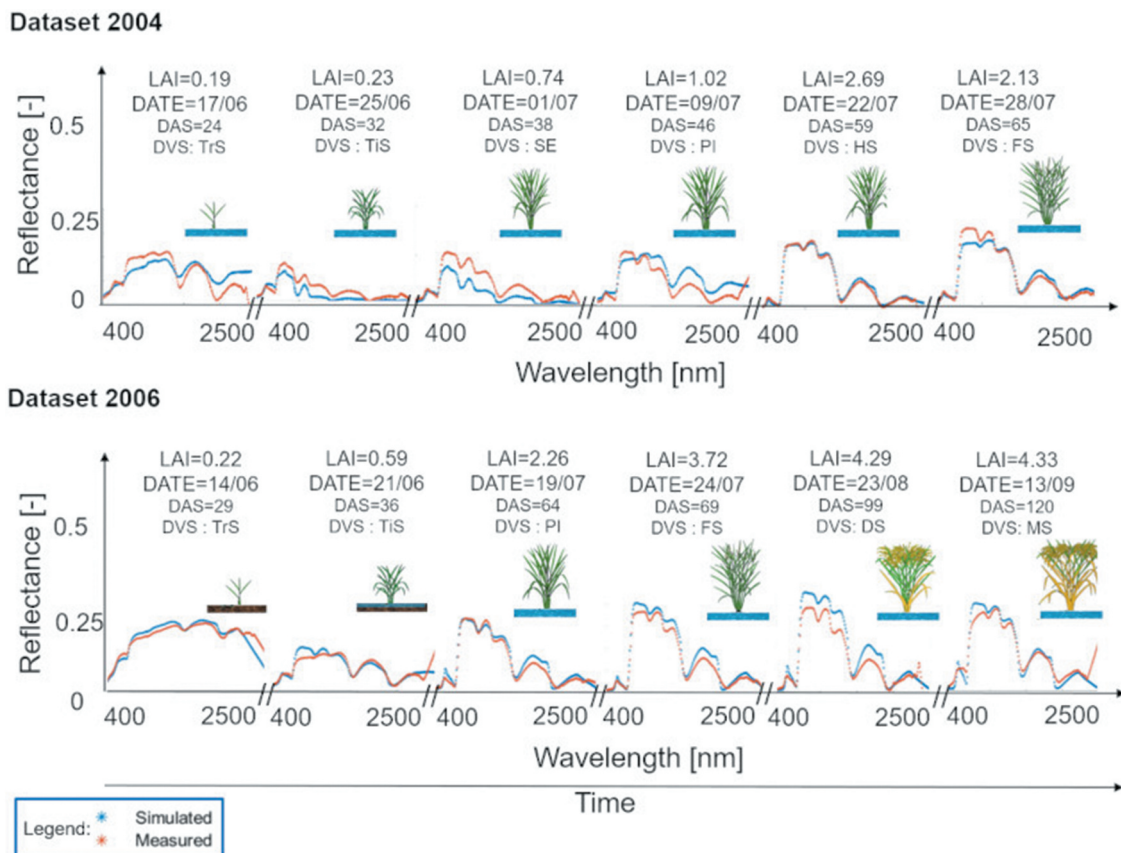 Dataset 2004
Reflectance [-]
0.5
0.25
0
LAI=0.19
DATE=17/06
DAS=24
DVS: TrS
LAI=0.23
DATE=25/06
DAS=32
DVS : TiS
LAI=0.74
DATE=01/07
DAS=38
DVS : SE
LAI=1.02
DATE=09/07
DAS=46
DVS : PI
LAI=2.69
DATE=22/07
DAS=59
DVS : HS
LAI=2.13
DATE=28/07
DAS=65
DVS : FS
400 2500 400 2500 400 2500 400 2500 400 2500 400 2500
Wavelength [nm]
Dataset 2006
Reflectance [-]
0.5
0.25
0
LAI=0.22
DATE=14/06
DAS=29
DVS : TrS
LAI=0.59
DATE=21/06
DAS=36
DVS : TiS
LAI=2.26
DATE=19/07
DAS=64
DVS : PI
LAI=3.72
DATE=24/07
DAS=69
DVS : FS
LAI=4.29
DATE=23/08
DAS=99
DVS: DS
LAI=4.33
DATE=13/09
DAS=120
DVS: MS
400 2500 400 2500 400 2500 400 2500 400 2500 400 2500
Wavelength [nm]
Time
Legend:
Simulated
Measured